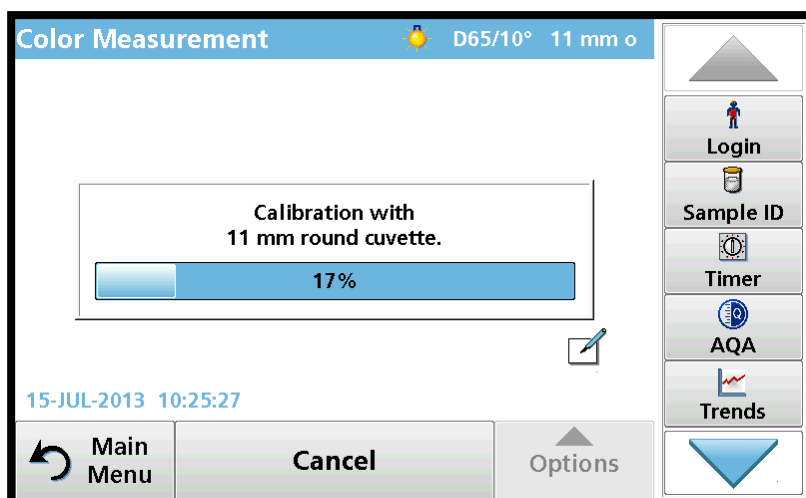 Color Measurement D65/10° 11 mm o
Login
Sample ID
Timer
AQA
Trends
Calibration with
11 mm round cuvette.
17%
15-JUL-2013 10:25:27
Main
Menu
Cancel
Options